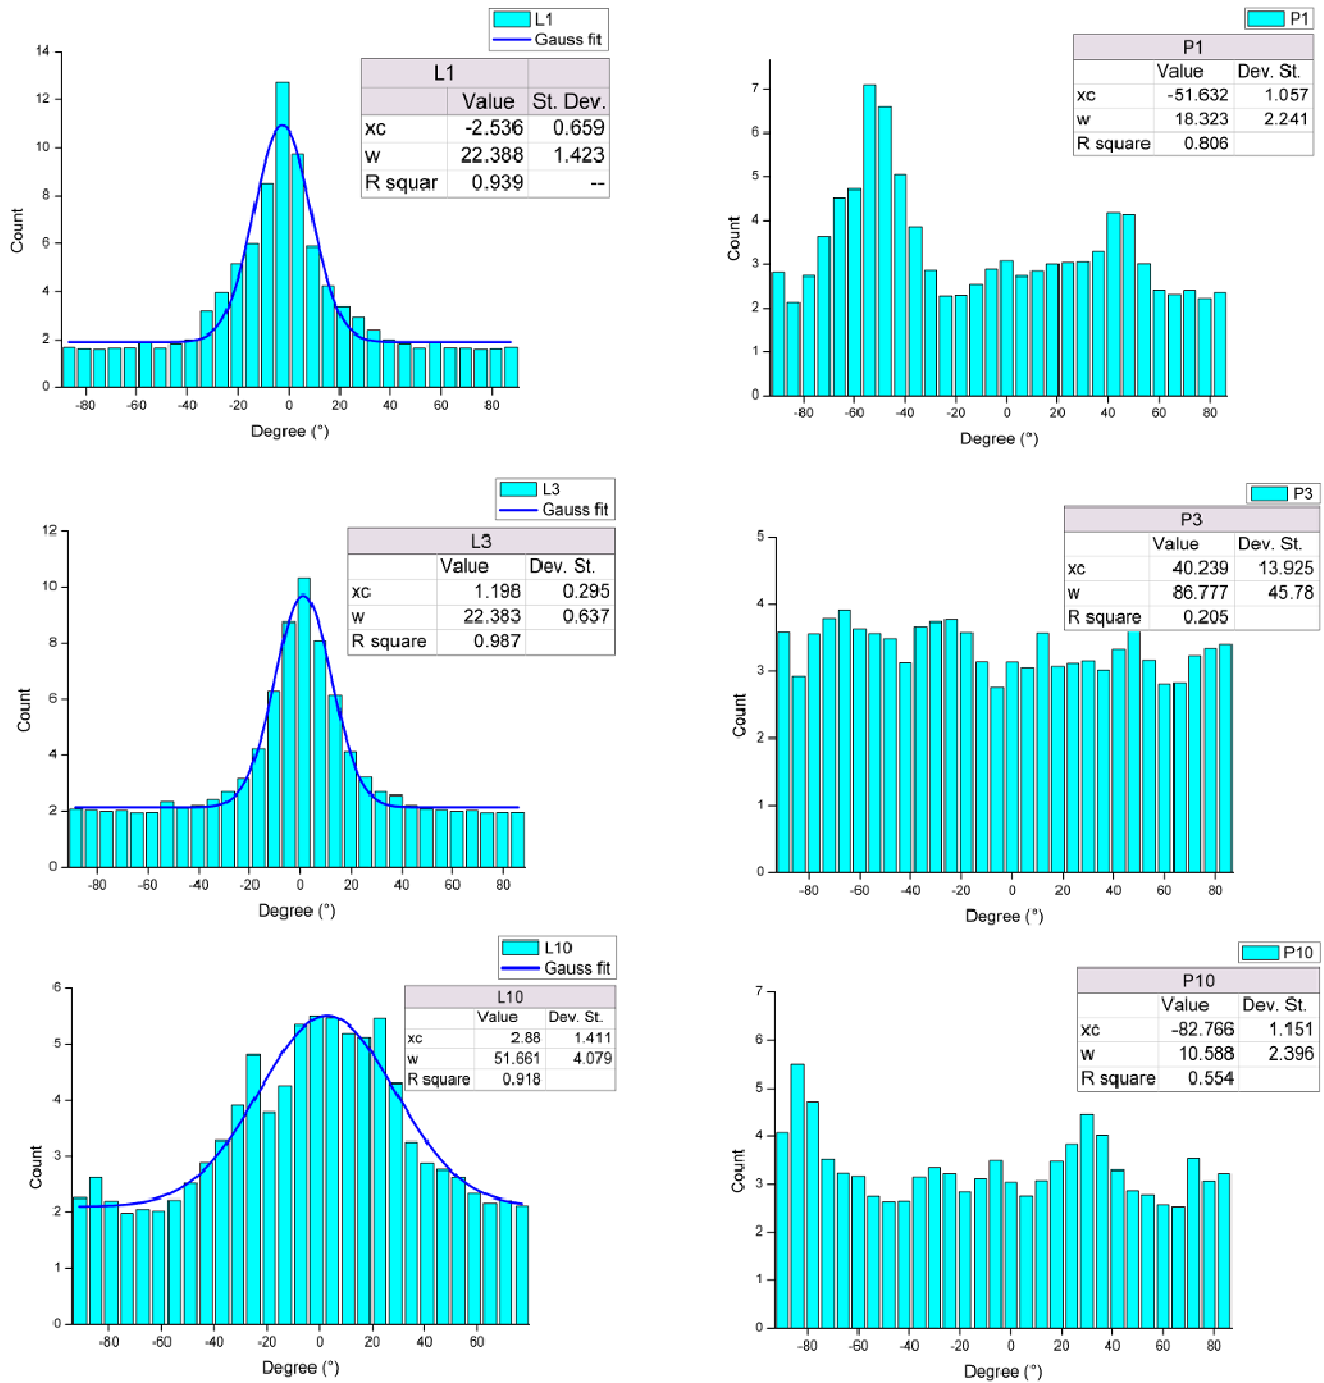 L1
Gauss fit
L1
Value St. Dev.
xc -2.536 0.659
w 22.388 1.423
R squar 0.939 --
14
12
10
8
6
4
2
0
Count
-80 -60 -40 -20 0 20 40 60 80
Degree (°)
P1
P1
Value Dev. St.
xc -51.632 1.057
w 18.323 2.241
R square 0.806
7
6
5
4
3
2
1
0
Count
-80 -60 -40 -20 0 20 40 60 80
Degree (°)
L3
Gauss fit
L3
Value Dev. St.
xc 1.198 0.295
w 22.383 0.637
R square 0.987
12
10
8
6
4
2
0
Count
-80 -60 -40 -20 0 20 40 60 80
Degree (°)
P3
P3
Value Dev. St.
xc 40.239 13.925
w 86.777 45.78
R square 0.205
5
4
3
2
1
0
Count
-80 -60 -40 -20 0 20 40 60 80
Degree (°)
L10
Gauss fit
L10
Value Dev. St.
xc 2.88 1.411
w 51.661 4.079
R square 0.918
6
5
4
3
2
1
0
Count
-80 -60 -40 -20 0 20 40 60
Degree (°)
P10
P10
Value Dev. St.
xc -82.766 1.151
w 10.588 2.396
R square 0.554
7
6
5
4
3
2
1
0
Count
-80 -60 -40 -20 0 20 40 60 80
Degree (°)